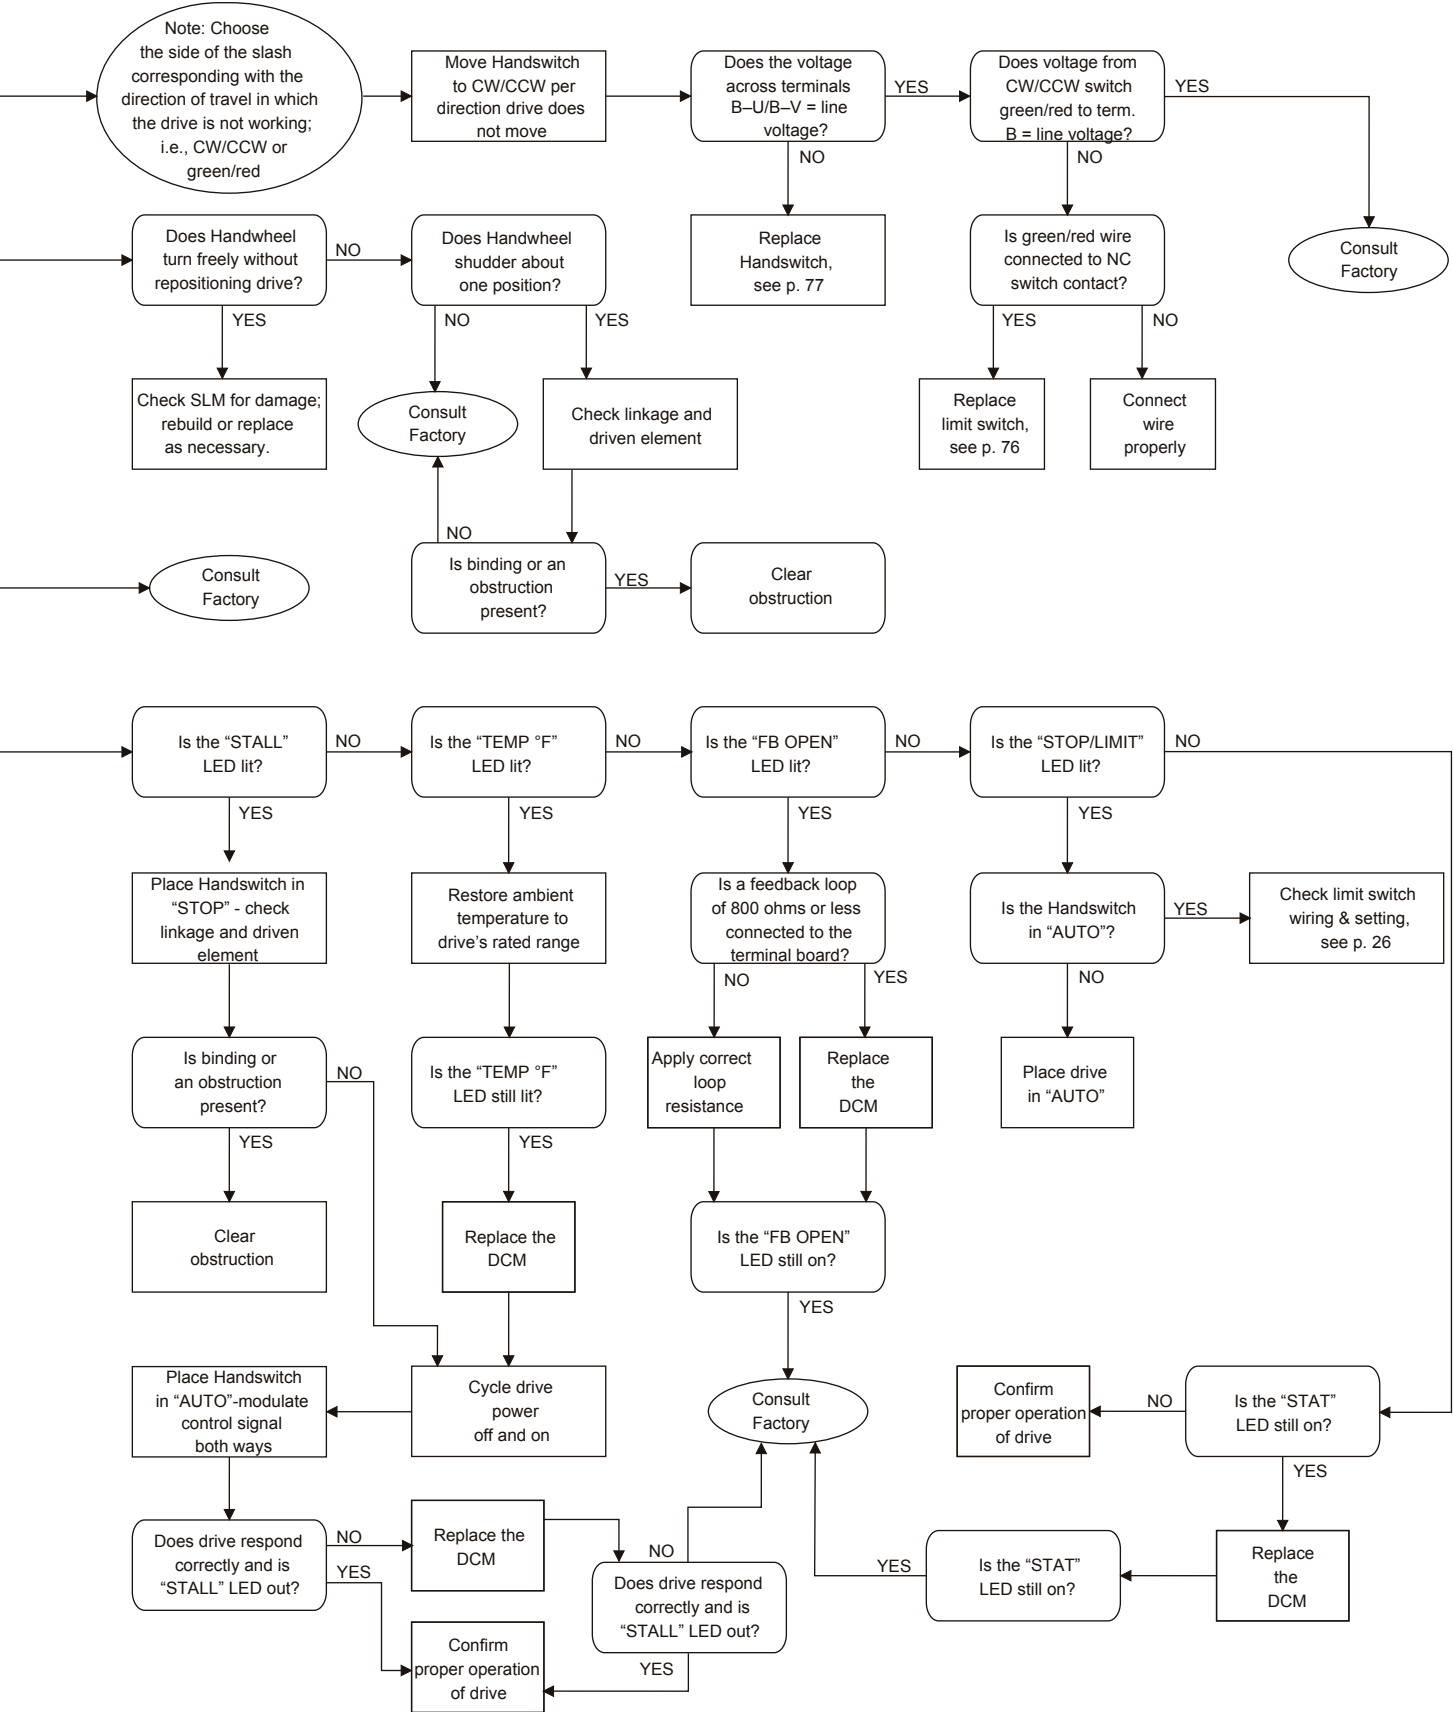 Note: Choose
the side of the slash
corresponding with the
direction of travel in which
the drive is not working;
i.e., CW/CCW or
green/red
Move Handswitch
to CW/CCW per
direction drive does
not move
Does the voltage
across terminals
B–U/B–V = line
voltage?
YES
NO
Does voltage from
CW/CCW switch
green/red to term.
B = line voltage?
YES
NO
Does Handwheel
turn freely without
repositioning drive?
NO
YES
Does Handwheel
shudder about
one position?
NO
YES
Replace
Handswitch,
see p. 77
Is green/red wire
connected to NC
switch contact?
YES
NO
Consult
Factory
Check SLM for damage;
rebuild or replace
as necessary.
Consult
Factory
Check linkage and
driven element
Replace
limit switch,
see p. 76
Connect
wire
properly
NO
Consult
Factory
Is binding or an
obstruction
present?
YES
Clear
obstruction
Is the “STALL”
LED lit?
NO
YES
Is the “TEMP °F”
LED lit?
NO
YES
Is the “FB OPEN”
LED lit?
NO
YES
Is the “STOP/LIMIT”
LED lit?
NO
YES
Place Handswitch in
“STOP” - check
linkage and driven
element
Restore ambient
temperature to
drive’s rated range
Is a feedback loop
of 800 ohms or less
connected to the
terminal board?
NO
YES
Is the Handswitch
in “AUTO”?
YES
NO
Check limit switch
wiring & setting,
see p. 26
Is binding or
an obstruction
present?
NO
YES
Is the “TEMP °F”
LED still lit?
YES
Apply correct
loop
resistance
Replace
the
DCM
Place drive
in “AUTO”
Clear
obstruction
Replace the
DCM
Is the “FB OPEN”
LED still on?
YES
Place Handswitch
in “AUTO”-modulate
control signal
both ways
Cycle drive
power
off and on
Consult
Factory
Confirm
proper operation
of drive
NO
Is the “STAT”
LED still on?
YES
Does drive respond
correctly and is
“STALL” LED out?
NO
YES
Replace the
DCM
NO
Does drive respond
correctly and is
“STALL” LED out?
YES
YES
Is the “STAT”
LED still on?
Replace
the
DCM
Confirm
proper operation
of drive